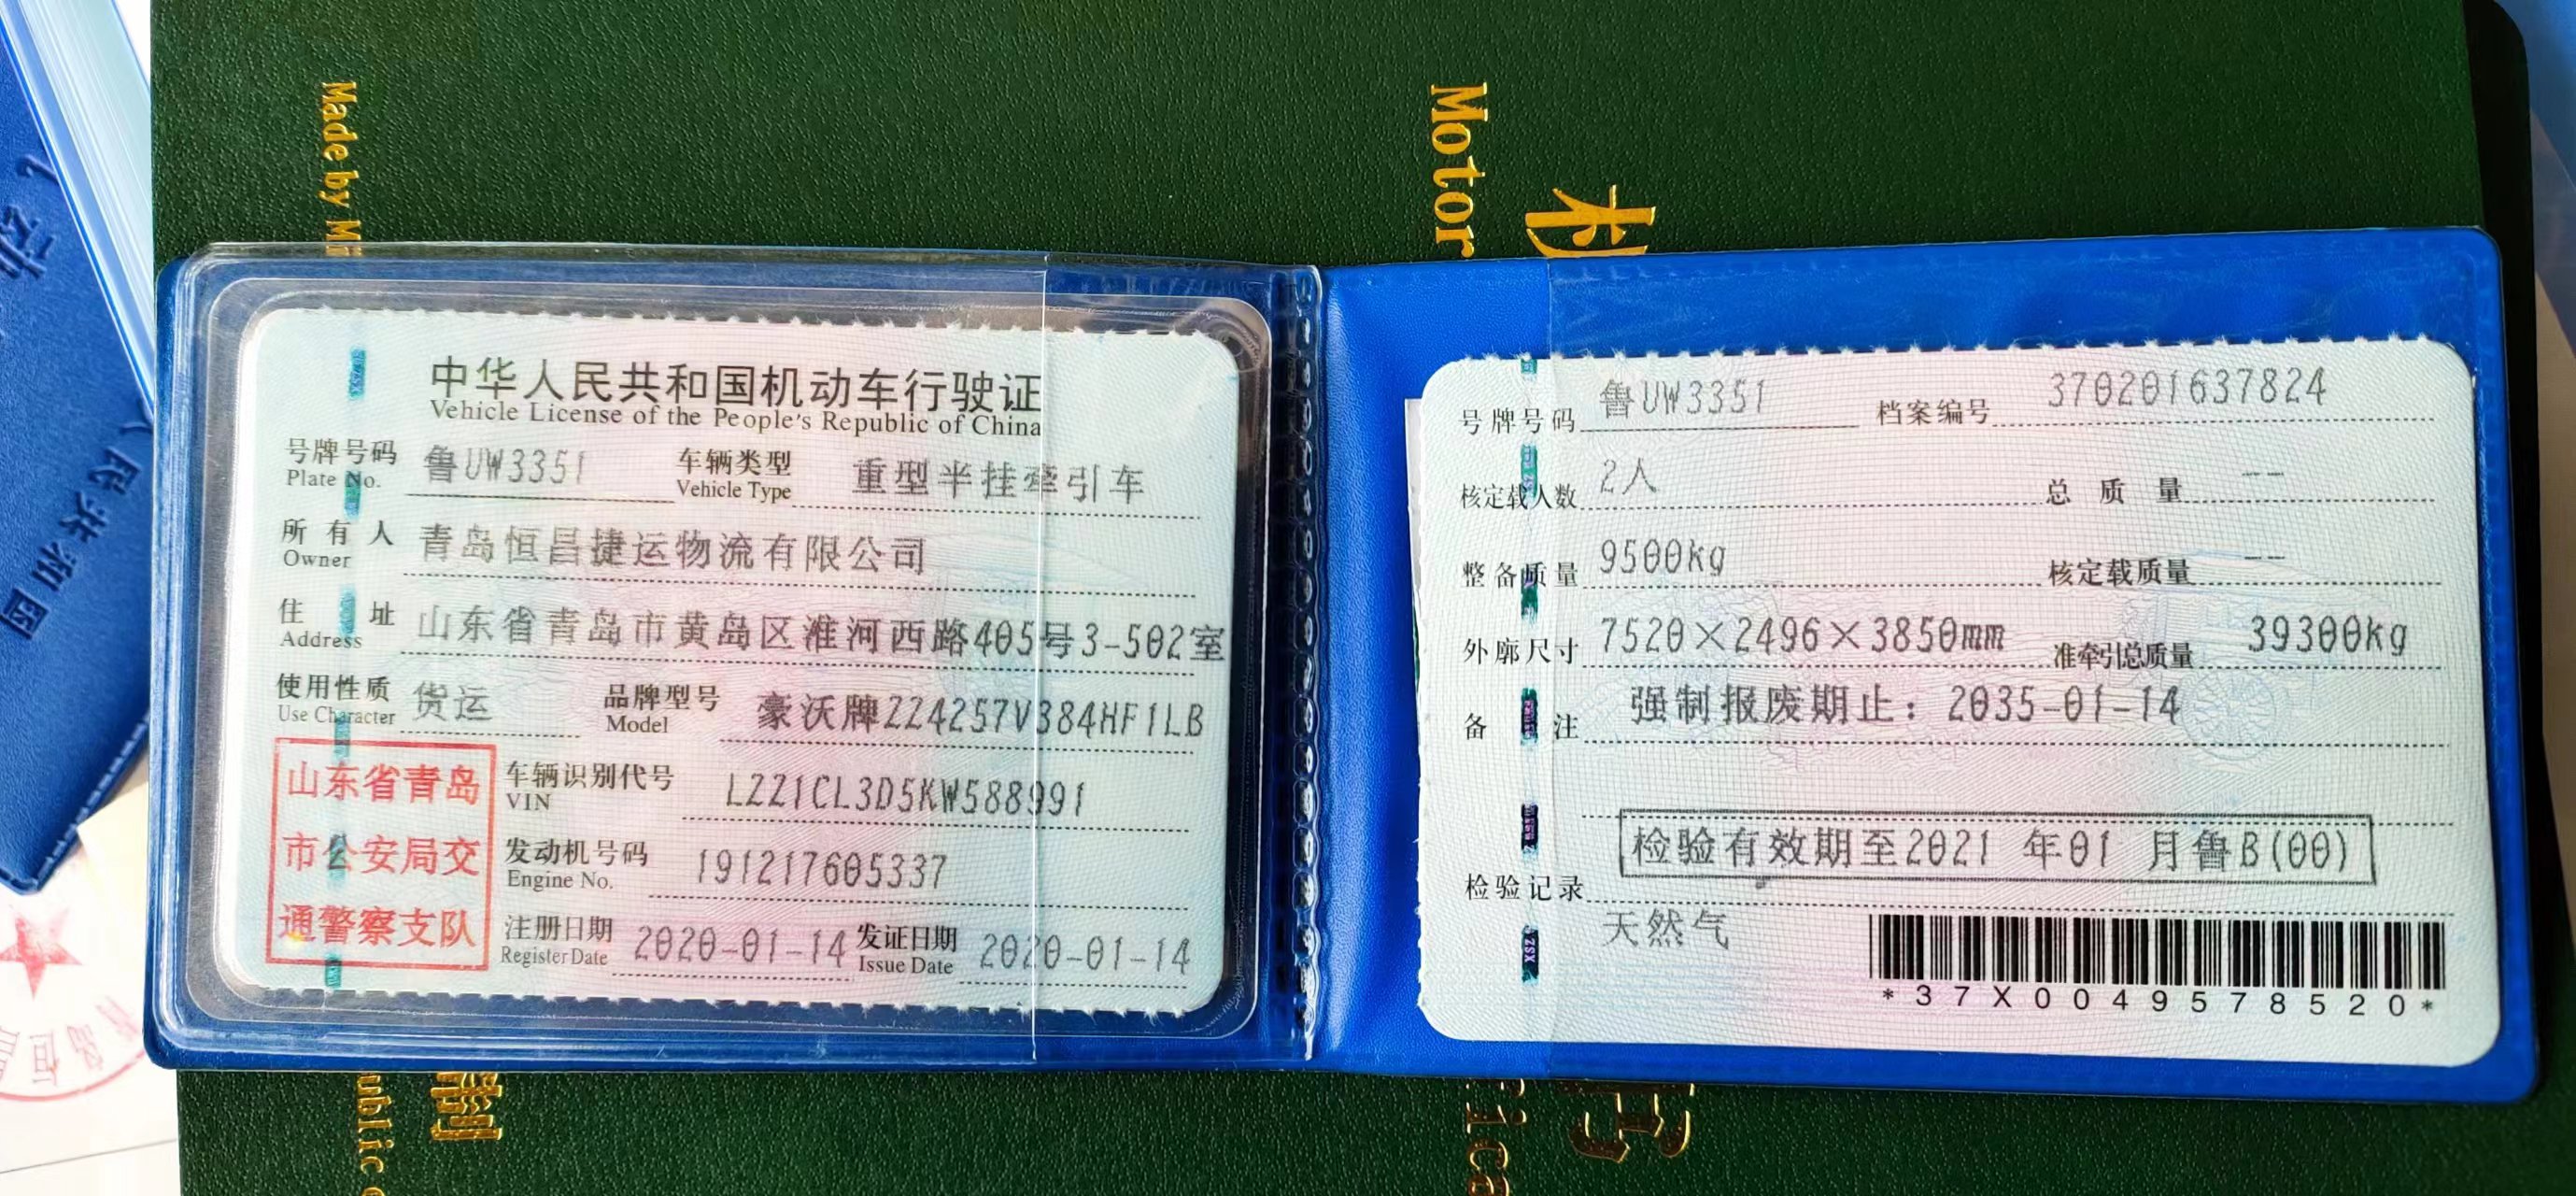 Made by Mi
Motor
中华人民共和国机动车行驶证
Vehicle License of the People's Republic of China
号牌号码 鲁UW3351 车辆类型 重型半挂牵引车
Plate No. Vehicle Type
所有人 青岛恒昌捷运物流有限公司
Owner
住址 山东省青岛市黄岛区淮河西路405号3-502室
Address
使用性质 货运 品牌型号 豪沃牌ZZ4257V384HF1LB
Use Character Model
山东省青岛
市公安局交
通警察支队
车辆识别代号 LZZ1CL3D5KW588991
VIN
发动机号码 191217605337
Engine No.
注册日期 2020-01-14 发证日期 2020-01-14
Register Date Issue Date
号牌号码 鲁UW3351 档案编号 370201637824
核定载人数 2人 总质量 --
整备质量 9500kg 核定载质量 --
外廓尺寸 7520×2496×3850mm 准牵引总质量 39300kg
备注 强制报废期止：2035-01-14
检验有效期至2021 年01 月鲁B(00)
检验记录
天然气
*37X0049578520*
XSZ
人民共和国
动
制
ublic